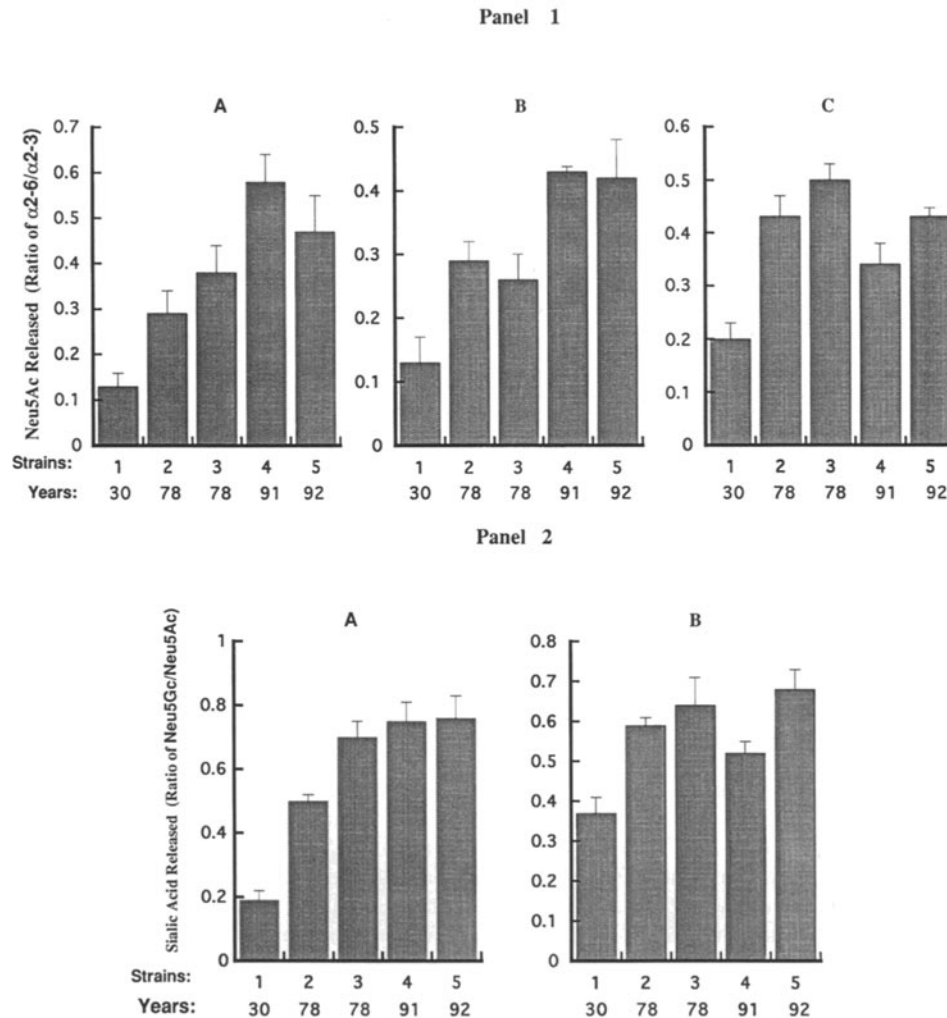 Panel 1
A B C
Neu5Ac Released (Ratio of α2-6/α2-3)
0.7 0.5 0.6
0.6
0.5 0.4 0.5
0.4 0.3 0.4
0.3 0.2 0.3
0.2 0.1 0.2
0.1 0.1
0 0 0
Strains: 1 2 3 4 5 1 2 3 4 5 1 2 3 4 5
Years: 30 78 78 91 92 30 78 78 91 92 30 78 78 91 92
Panel 2
A B
Sialic Acid Released (Ratio of Neu5Gc/Neu5Ac)
1 0.8
0.7
0.8 0.6
0.6 0.5
0.4
0.4 0.3
0.2 0.2
0.1
0 0
Strains: 1 2 3 4 5 1 2 3 4 5
Years: 30 78 78 91 92 30 78 78 91 92